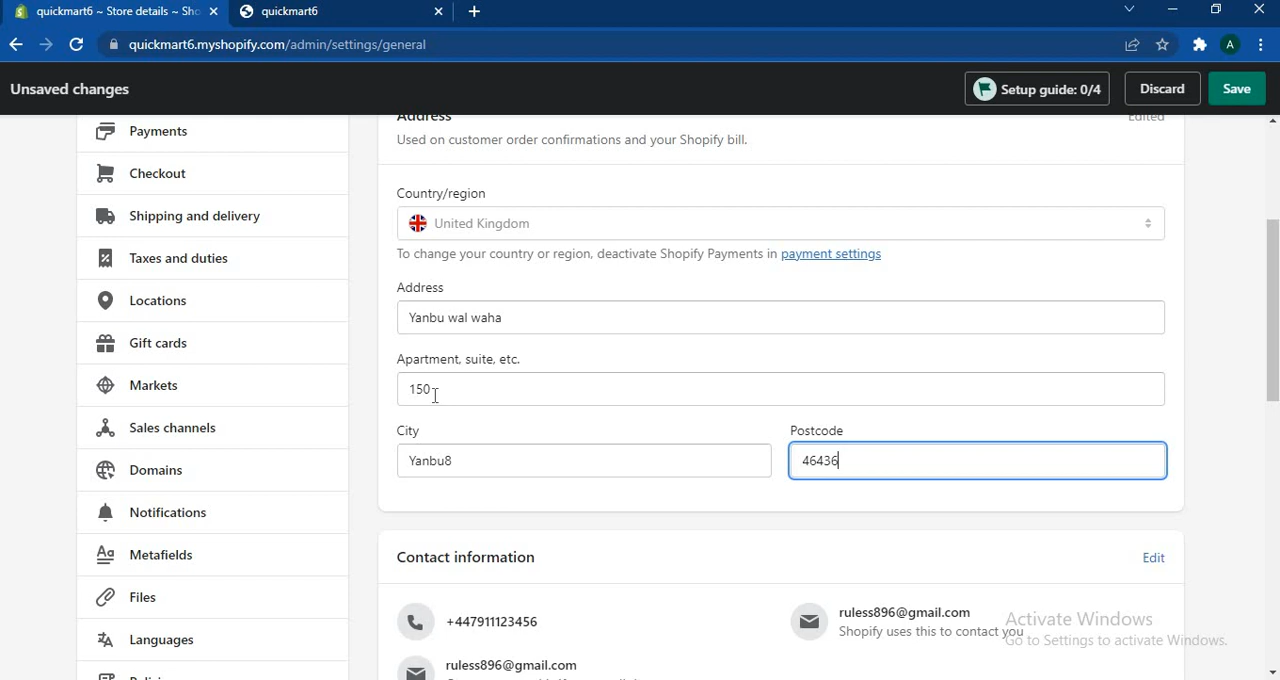 quickmart6 ~ Store details ~ Sho
quickmart6
quickmart6.myshopify.com/admin/settings/general
A
Unsaved changes
Setup guide: 0/4
Discard
Save
Payments
Checkout
Shipping and delivery
Taxes and duties
Locations
Gift cards
Markets
Sales channels
Domains
Notifications
Metafields
Files
Languages
Address
Edited
Used on customer order confirmations and your Shopify bill.
Country/region
United Kingdom
To change your country or region, deactivate Shopify Payments in payment settings
Address
Yanbu wal waha
Apartment, suite, etc.
150
City
Postcode
Yanbu8
46436
Contact information
Edit
+447911123456
ruless896@gmail.com
Shopify uses this to contact you
ruless896@gmail.com
Activate Windows
Go to Settings to activate Windows.